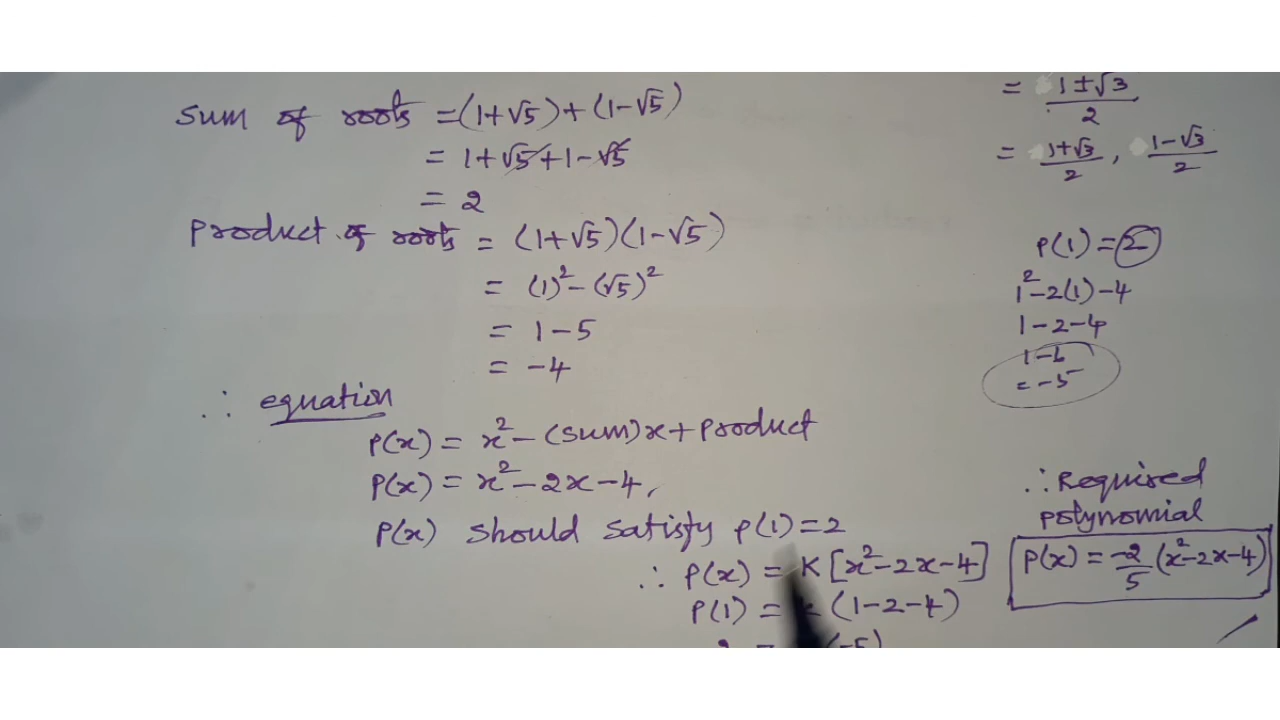 Sum of roots = (1+√5)+(1-√5)
= 1+√5+1-√5
= 2
product of roots = (1+√5)(1-√5)
= (1)²-(√5)²
= 1-5
= -4
∴ equation
P(x) = x²-(sum)x+product
P(x) = x²-2x-4,
P(x) should satisfy p(1)=2
∴ P(x) = K[x²-2x-4]
P(1) = (1-2-4)
= (-5)
= 1±√3/2
= 1+√3/2, 1-√3/2
P(1)=2
1²-2(1)-4
1-2-4
1-6
=-5
∴ Required
polynomial
P(x) = -2/5 (x²-2x-4)